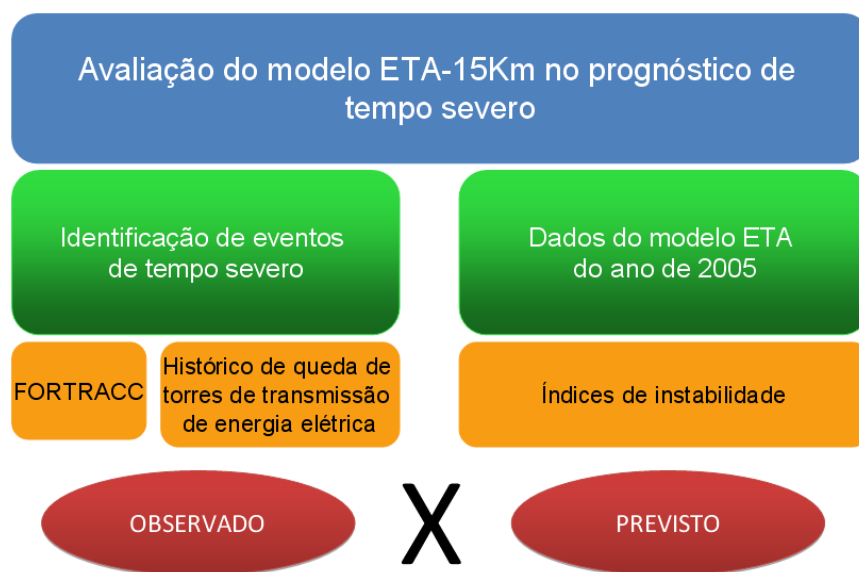 Avaliação do modelo ETA-15Km no prognóstico de
tempo severo
Identificação de eventos
de tempo severo
Dados do modelo ETA
do ano de 2005
FORTRACC
Histórico de queda de
torres de transmissão
de energia elétrica
Índices de instabilidade
OBSERVADO
X
PREVISTO